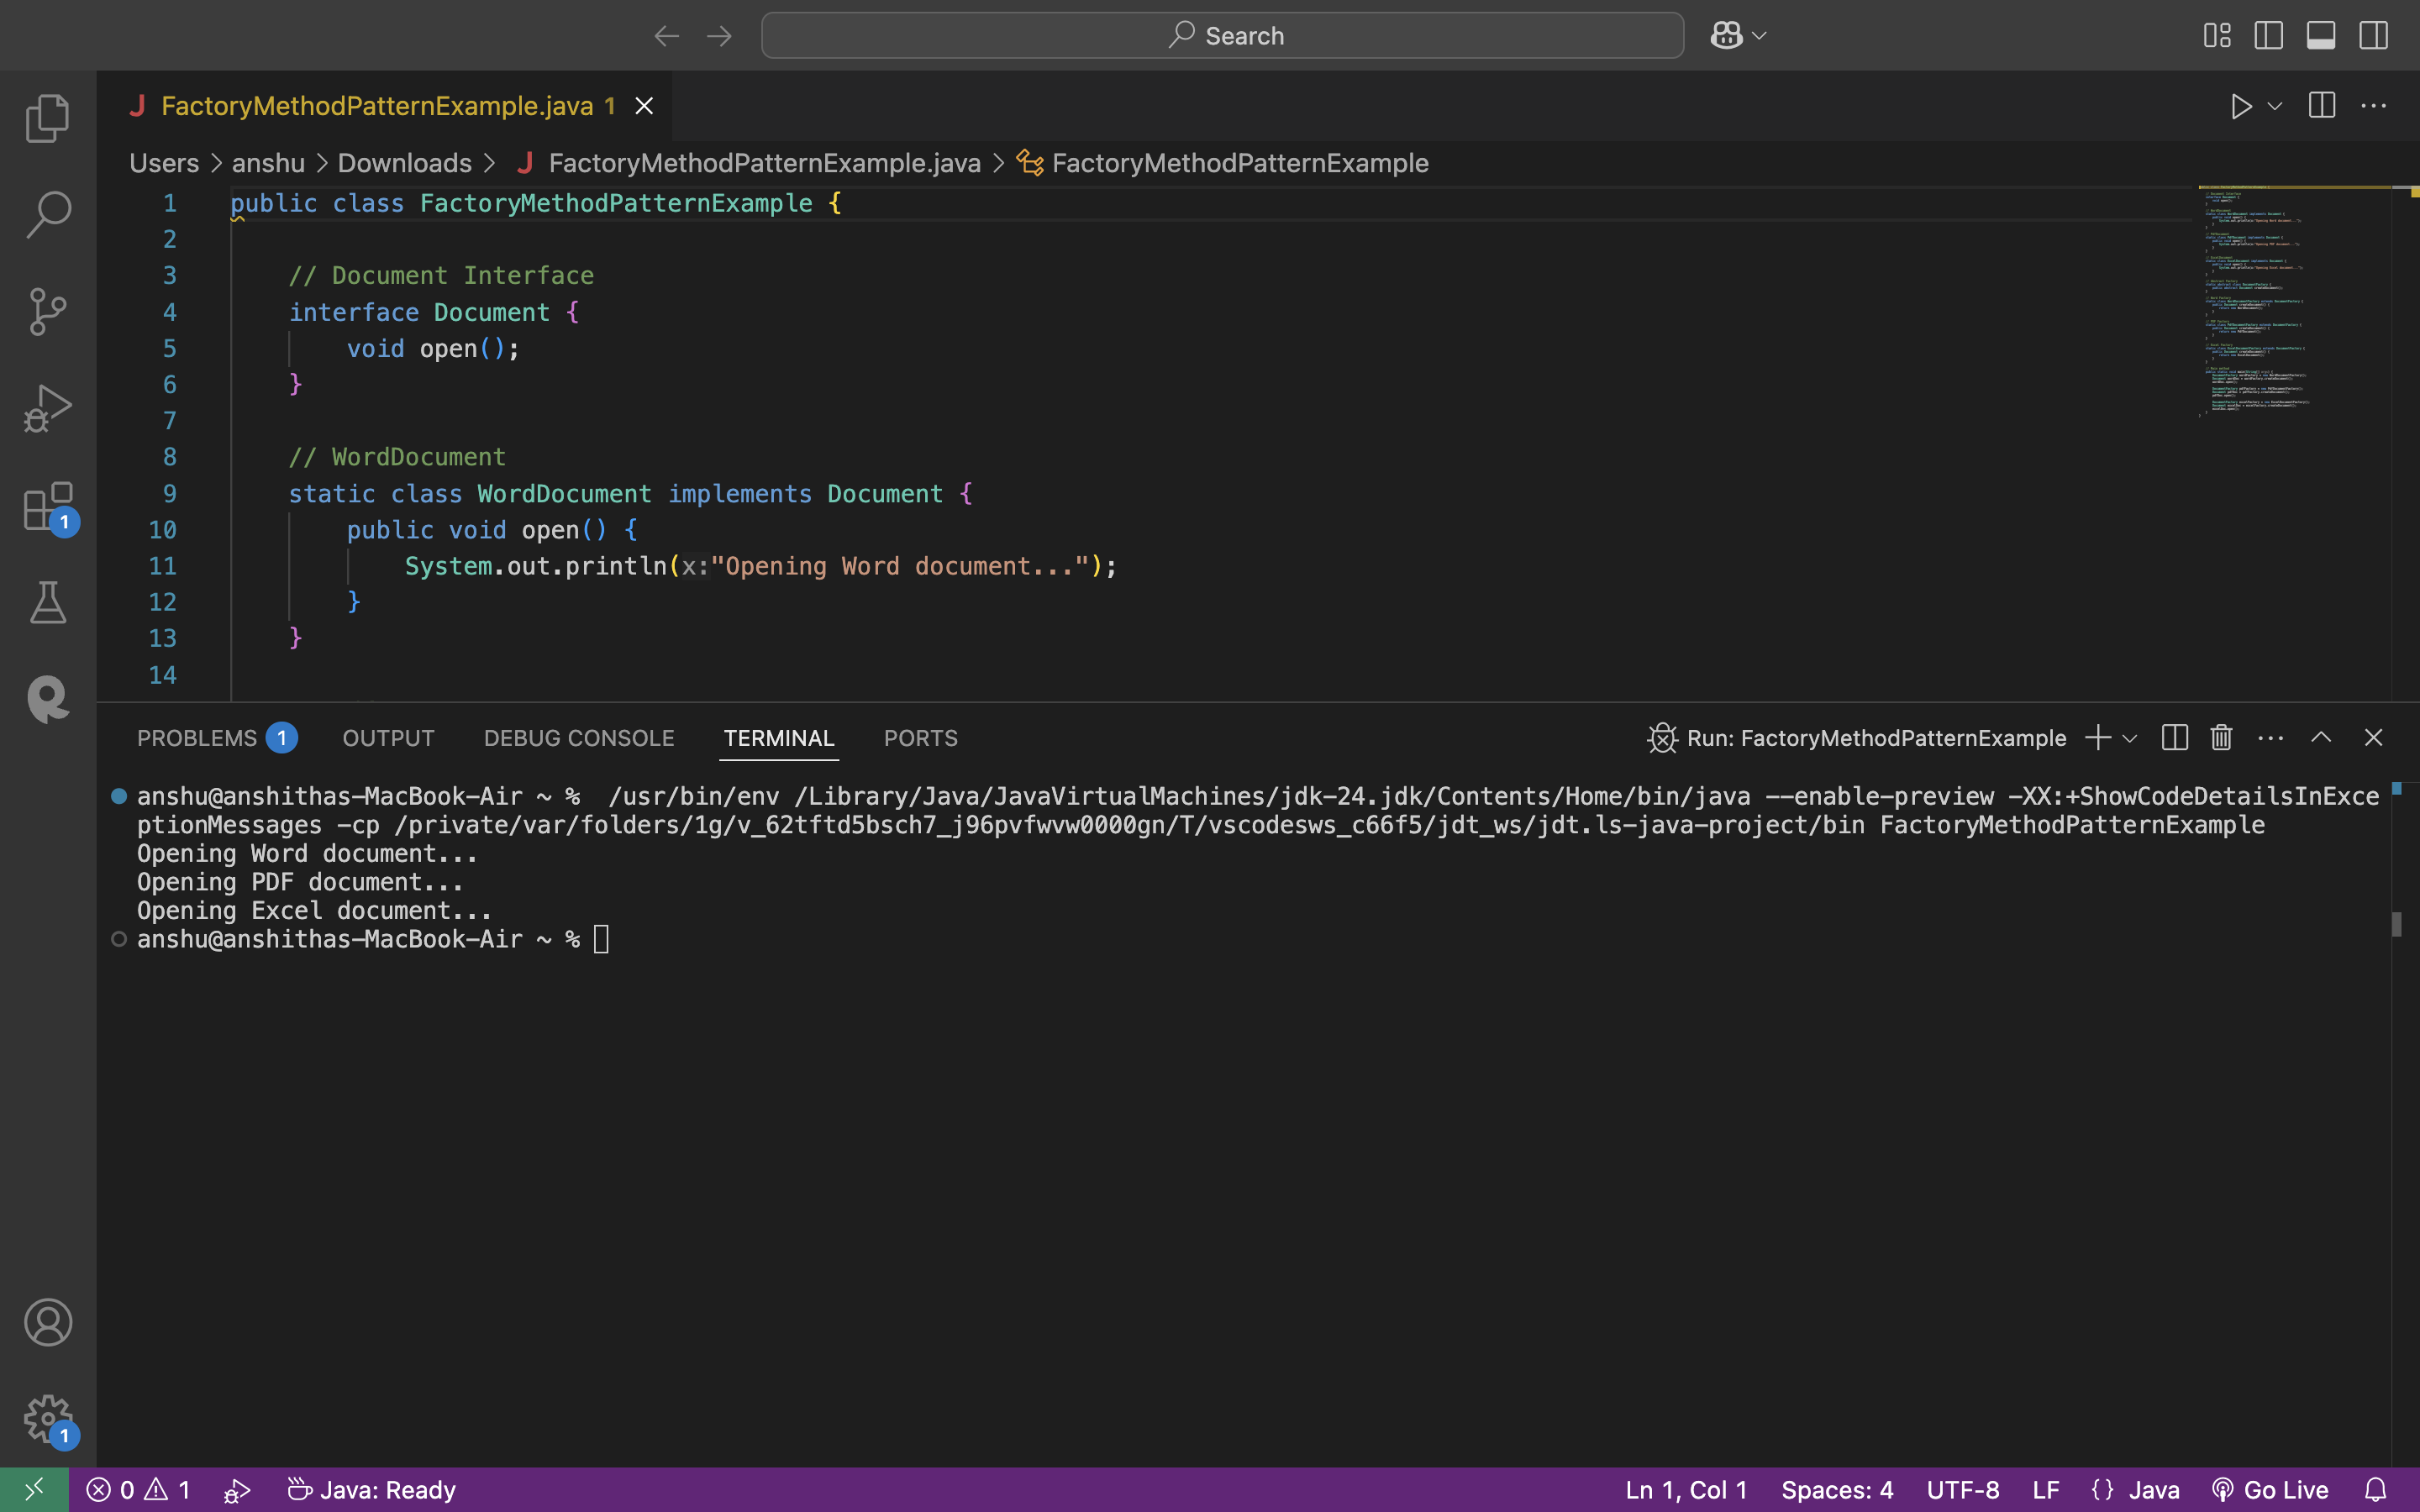 Search
FactoryMethodPatternExample.java 1
Users > anshu > Downloads > J FactoryMethodPatternExample.java > FactoryMethodPatternExample
1 public class FactoryMethodPatternExample {
2
3 // Document Interface
4 interface Document {
5 void open();
6 }
7
8 // WordDocument
9 static class WordDocument implements Document {
10 public void open() {
11 System.out.println(x:"Opening Word document...");
12 }
13 }
14
1
PROBLEMS 1 OUTPUT DEBUG CONSOLE TERMINAL PORTS Run: FactoryMethodPatternExample
anshu@anshithas-MacBook-Air ~ % /usr/bin/env /Library/Java/JavaVirtualMachines/jdk-24.jdk/Contents/Home/bin/java --enable-preview -XX:+ShowCodeDetailsInExce
ptionMessages -cp /private/var/folders/1g/v_62tftd5bsch7_j96pvfwvw0000gn/T/vscodesws_c66f5/jdt_ws/jdt.ls-java-project/bin FactoryMethodPatternExample
Opening Word document...
Opening PDF document...
Opening Excel document...
anshu@anshithas-MacBook-Air ~ %
1
0 1 Java: Ready Ln 1, Col 1 Spaces: 4 UTF-8 LF {} Java Go Live